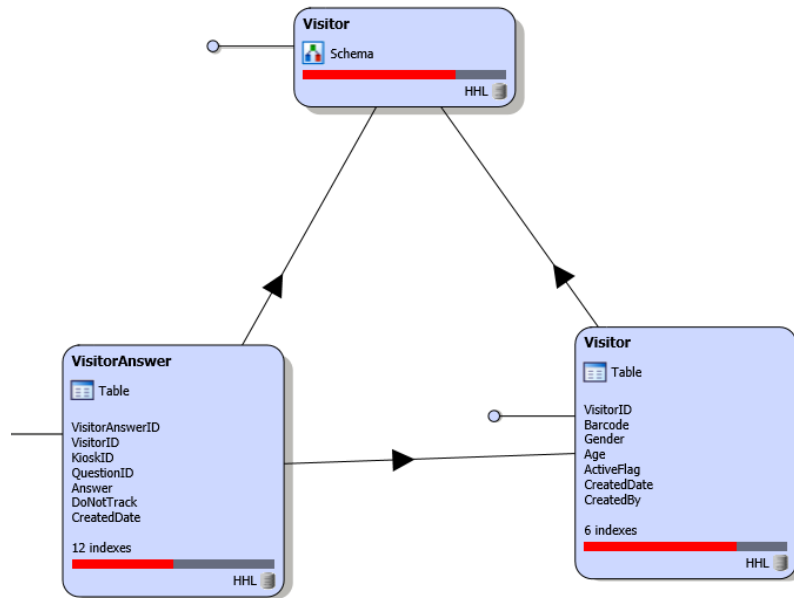 Visitor
Schema
HHL
VisitorAnswer
Table
VisitorAnswerID
VisitorID
KioskID
QuestionID
Answer
DoNotTrack
CreatedDate
12 indexes
HHL
Visitor
Table
VisitorID
Barcode
Gender
Age
ActiveFlag
CreatedDate
CreatedBy
6 indexes
HHL